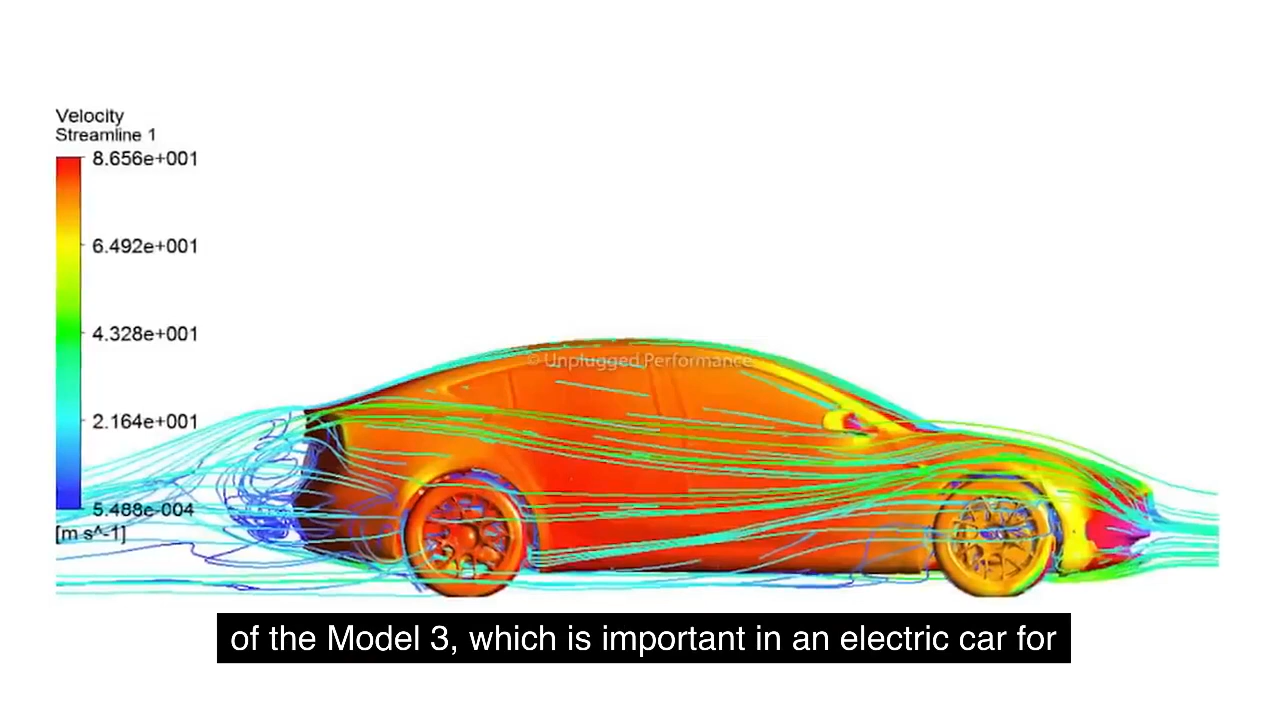 Velocity
Streamline 1
8.656e+001
6.492e+001
4.328e+001
2.164e+001
5.488e-004
[m s^-1]
© Unplugged Performance
of the Model 3, which is important in an electric car for